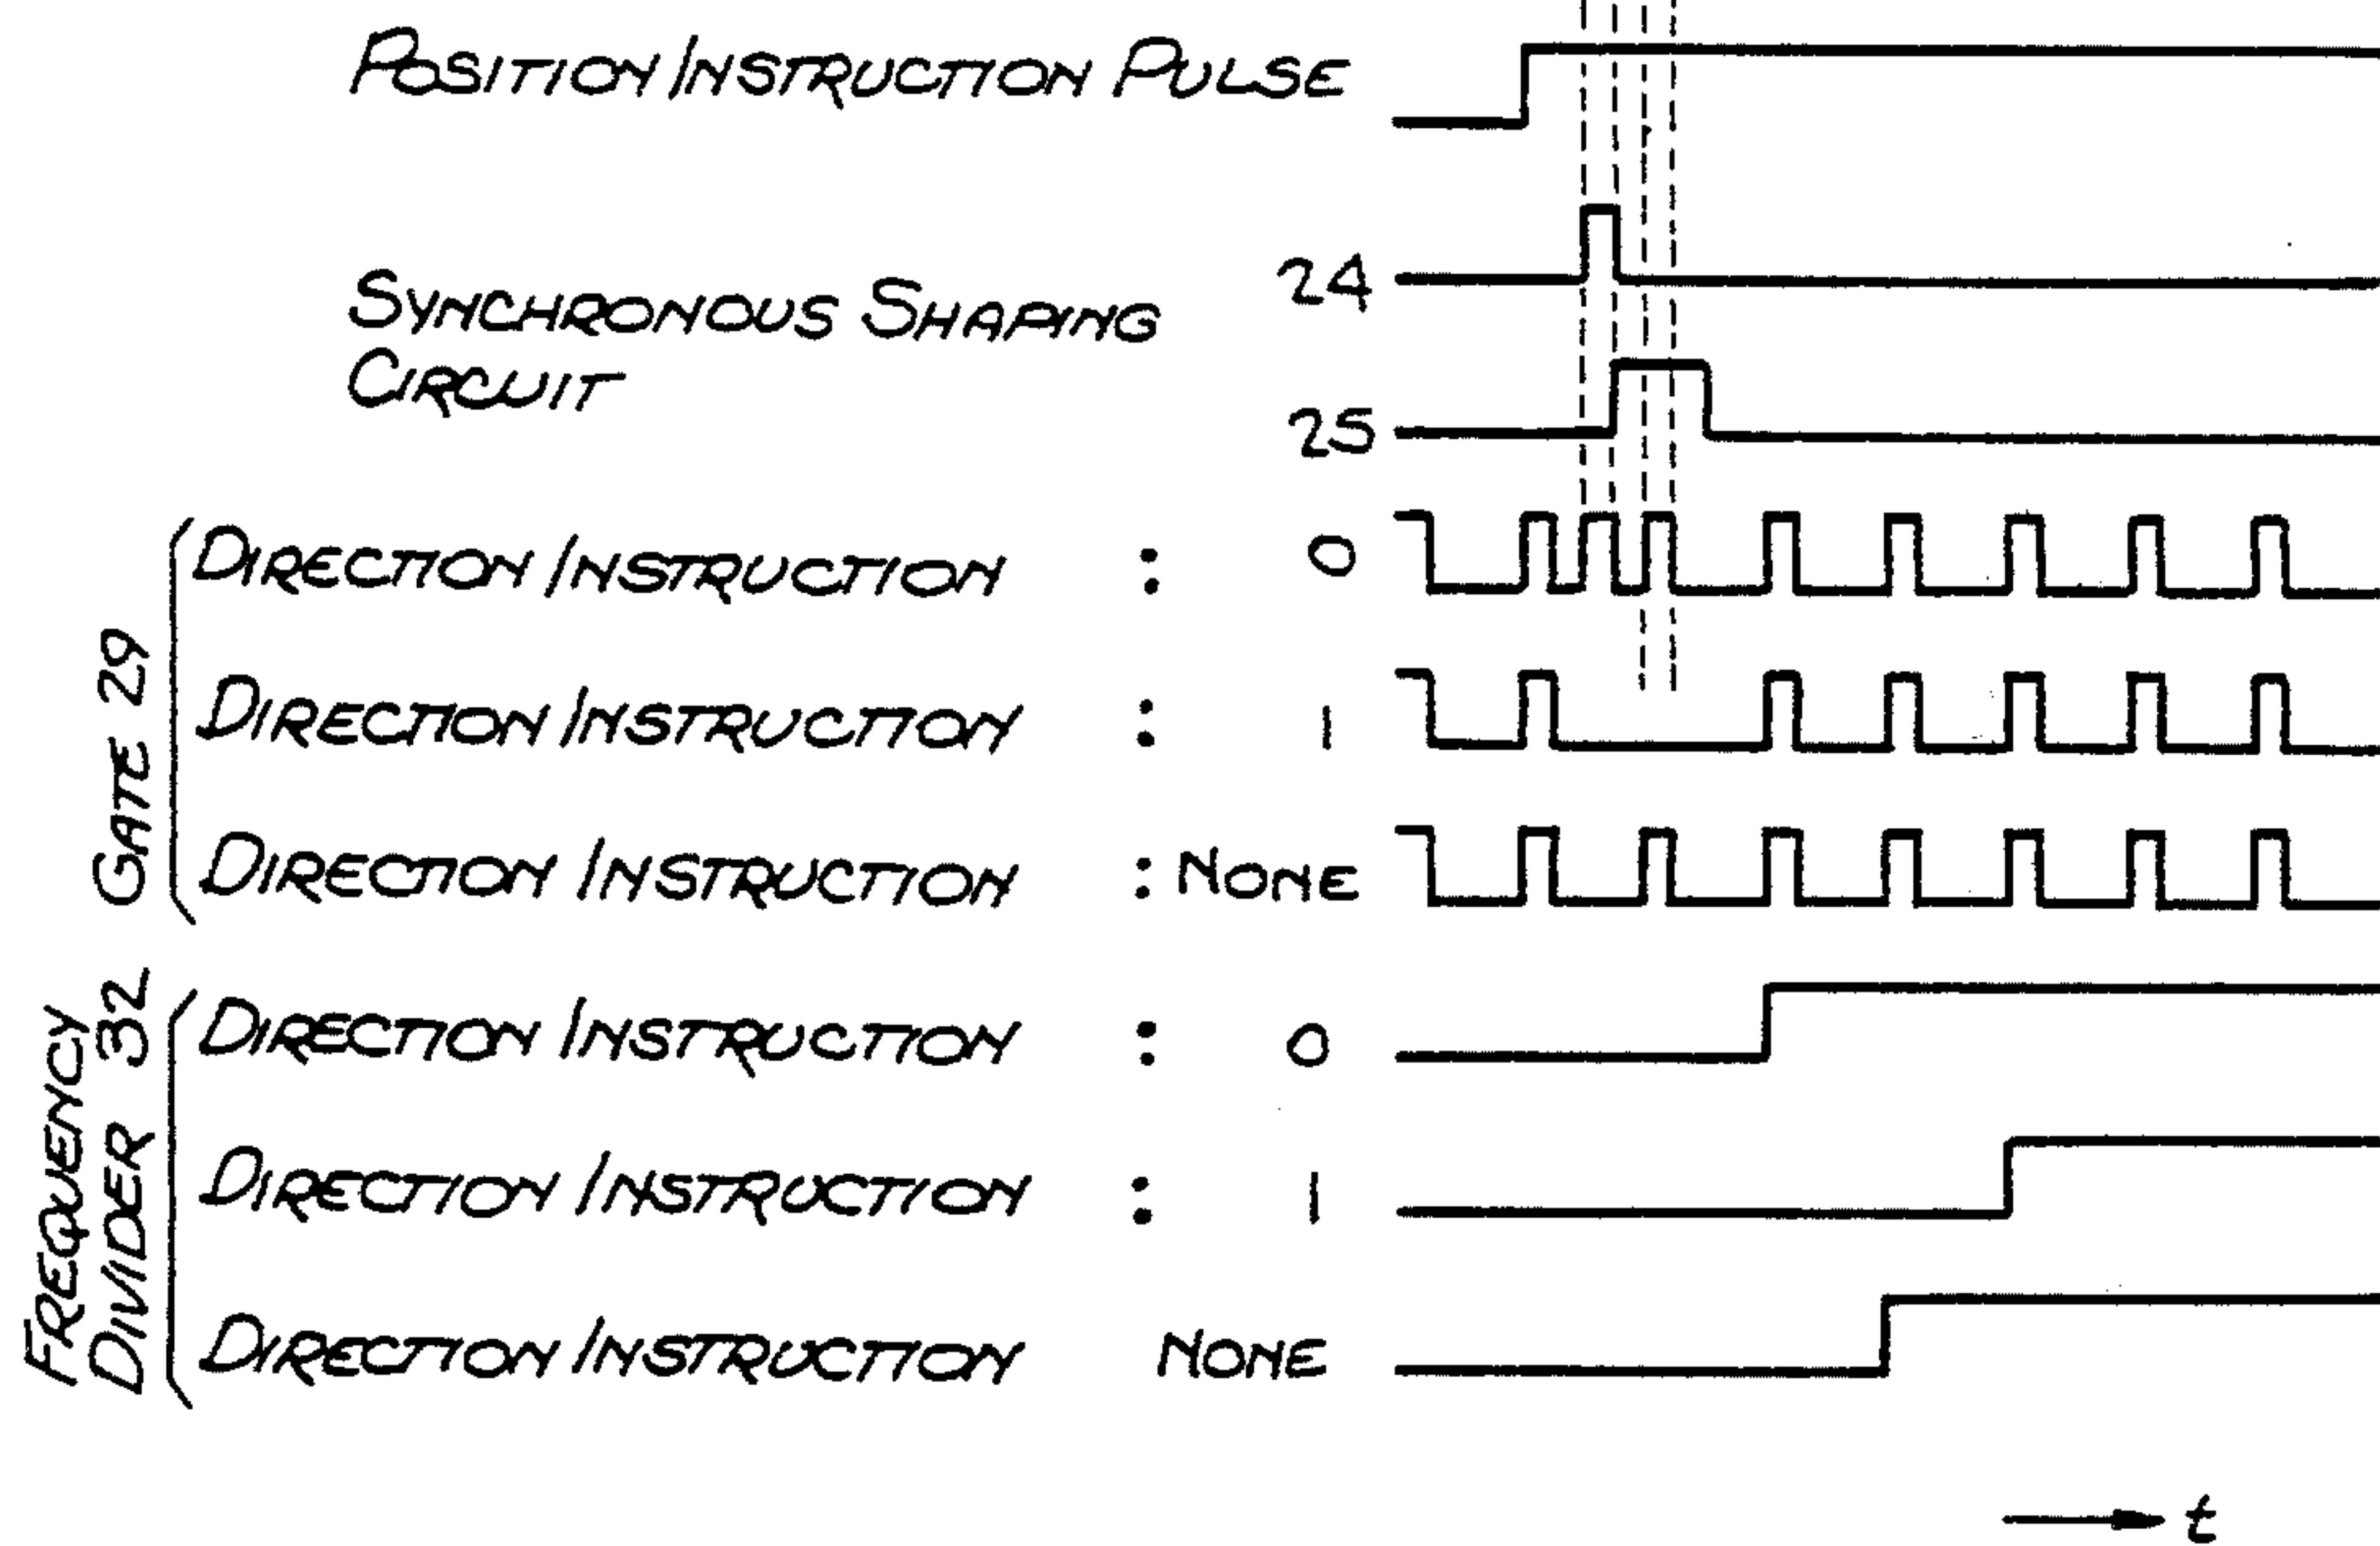 POSITION INSTRUCTION PULSE
24
SYNCHRONOUS SHAPING
CIRCUIT
25
GATE 29
DIRECTION INSTRUCTION : 0
DIRECTION INSTRUCTION : 1
DIRECTION INSTRUCTION : NONE
FREQUENCY
DIVIDER 32
DIRECTION INSTRUCTION : 0
DIRECTION INSTRUCTION : 1
DIRECTION INSTRUCTION NONE
t